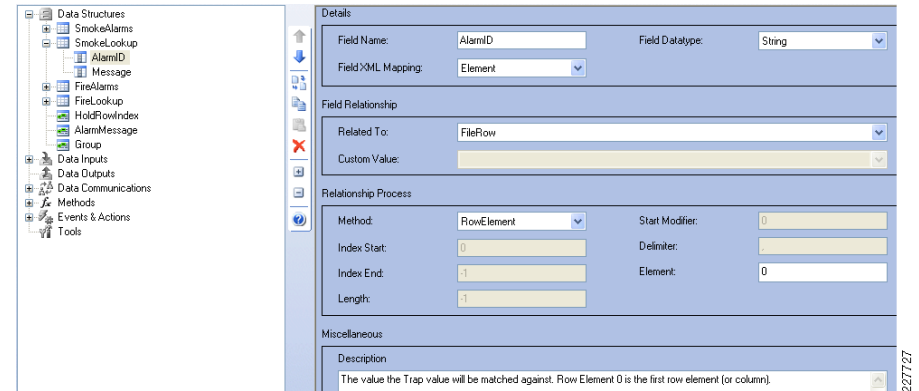 Data Structures
SmokeAlarms
SmokeLookup
AlarmID
Message
FireAlarms
FireLookup
HoldRowIndex
AlarmMessage
Group
Data Inputs
Data Outputs
Data Communications
Methods
Events & Actions
Tools
Details
Field Name: AlarmID Field Datatype: String
Field XML Mapping: Element
Field Relationship
Related To: FileRow
Custom Value:
Relationship Process
Method: RowElement Start Modifier: 0
Index Start: 0 Delimiter: ,
Index End: -1 Element: 0
Length: -1
Miscellaneous
Description
The value the Trap value will be matched against. Row Element 0 is the first row element (or column).
227727